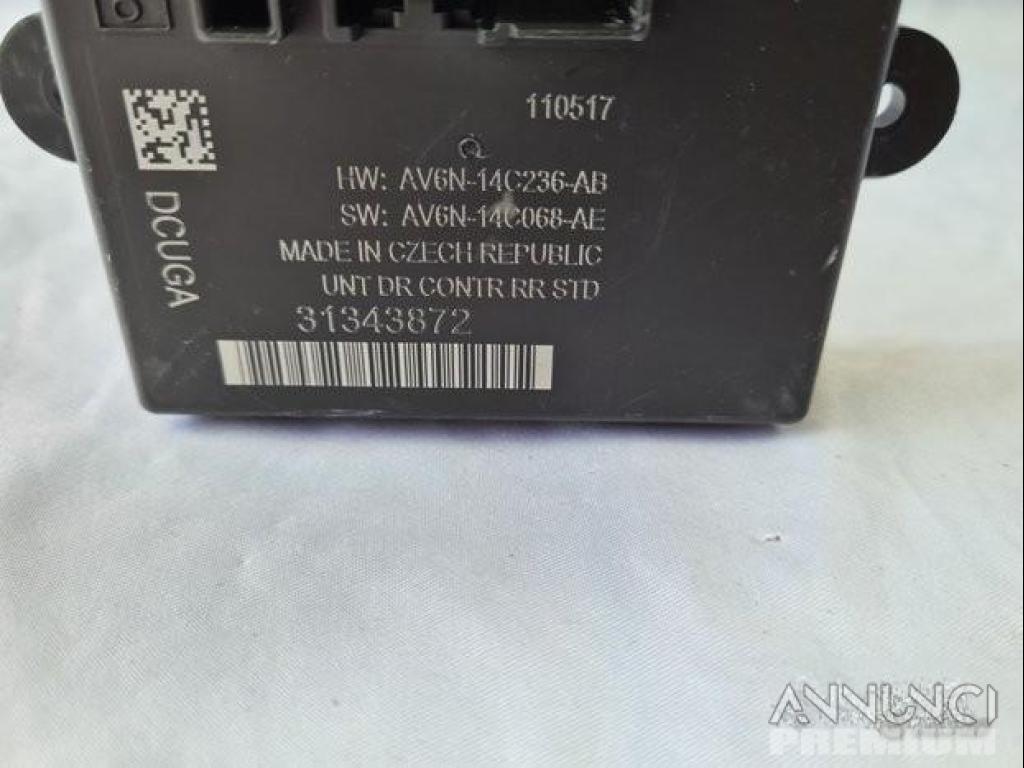 110517
HW: AV6N-14C236-AB
SW: AV6N-14C068-AE
MADE IN CZECH REPUBLIC
UNT DR CONTR RR STD
31343872
DCUGA
ANNUNCI
PREMIUM